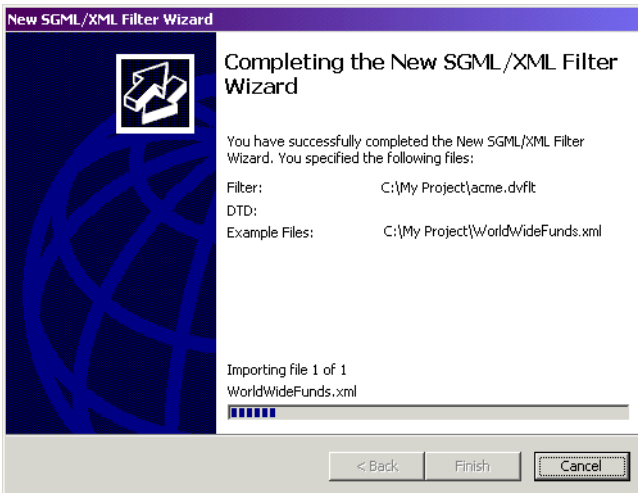 New SGML/XML Filter Wizard
Completing the New SGML/XML Filter
Wizard
You have successfully completed the New SGML/XML Filter
Wizard. You specified the following files:
Filter: C:\My Project\acme.dvflt
DTD:
Example Files: C:\My Project\WorldWideFunds.xml
Importing file 1 of 1
WorldWideFunds.xml
< Back Finish Cancel